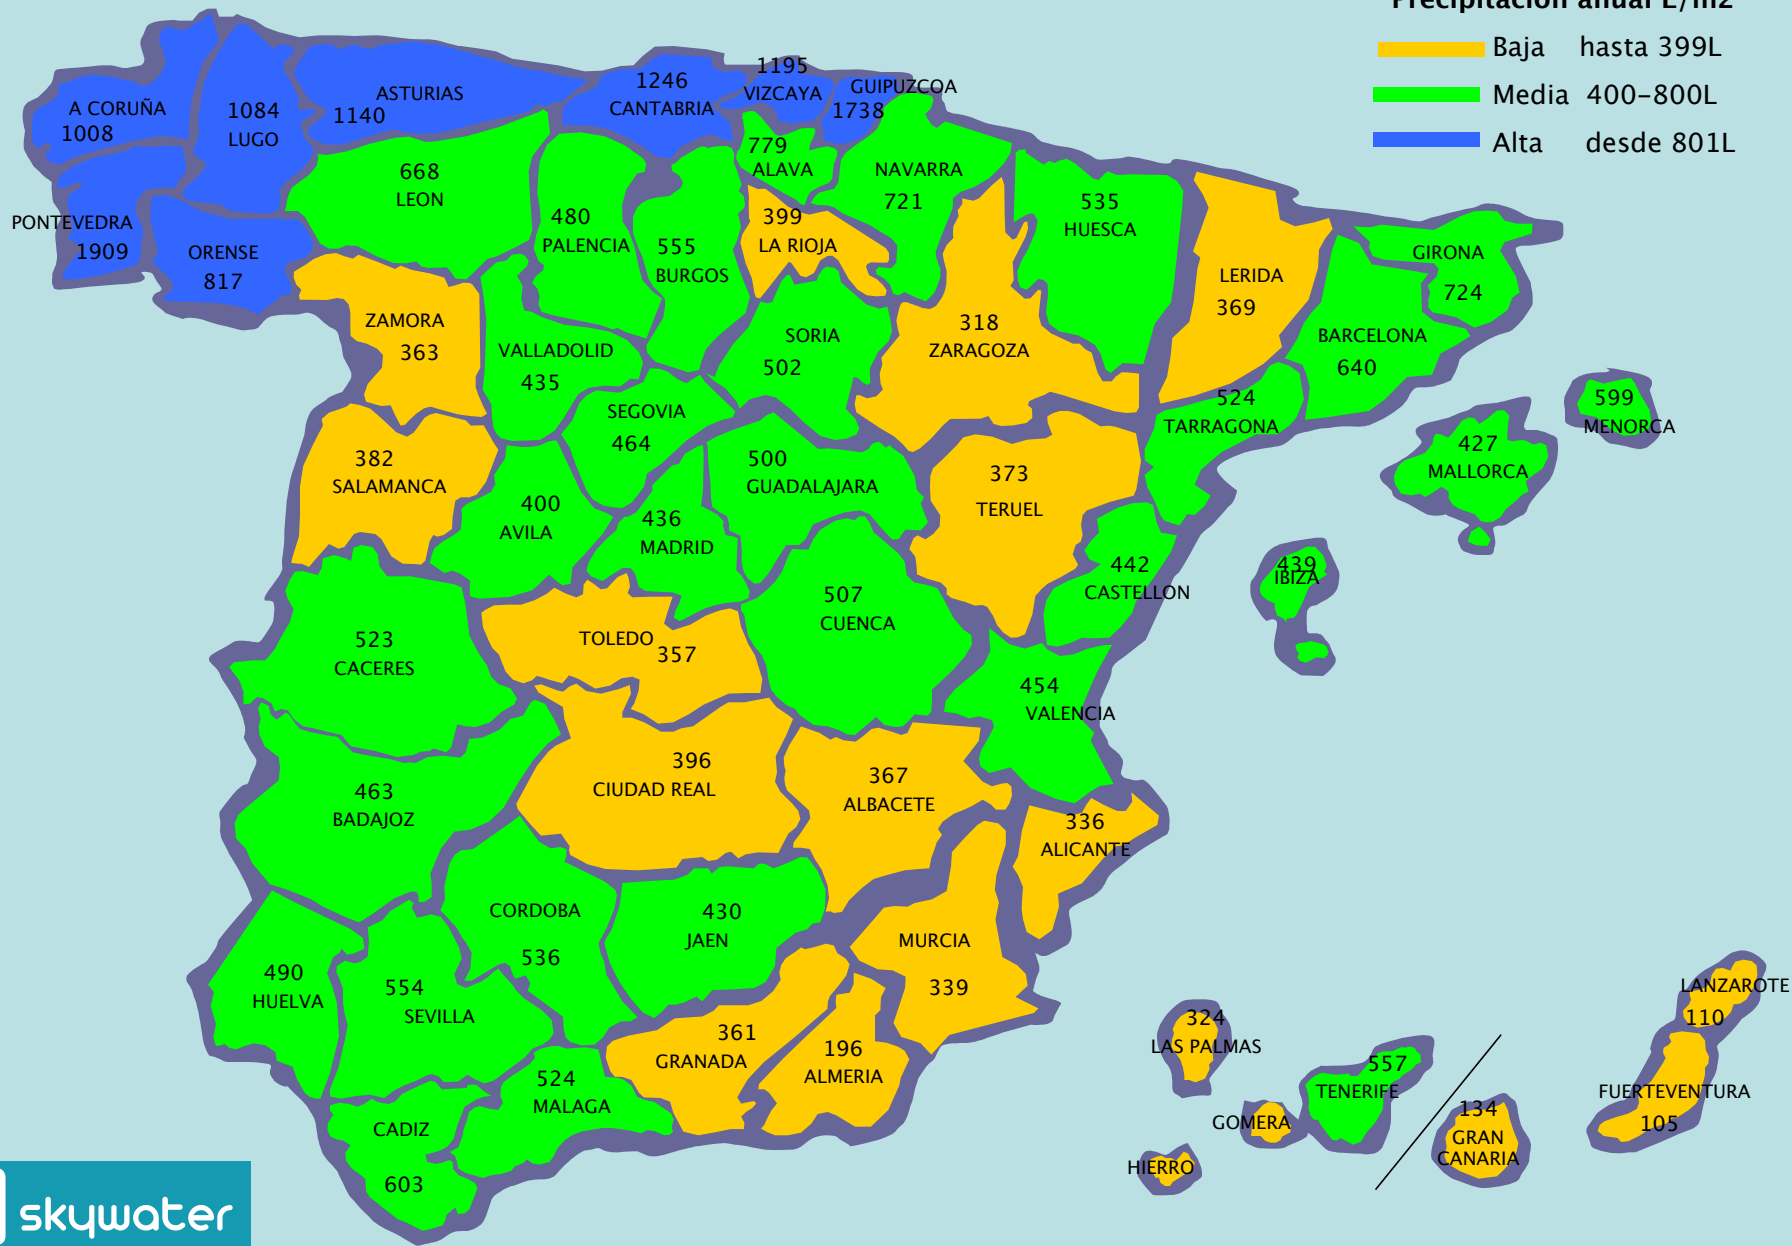 Precipitación anual L/m2
Baja hasta 399L
Media 400-800L
Alta desde 801L
A CORUÑA
1008
1084
LUGO
ASTURIAS
1140
1246
CANTABRIA
1195
VIZCAYA
GUIPUZCOA
1738
PONTEVEDRA
1909
ORENSE
817
668
LEON
480
PALENCIA
555
BURGOS
779
ALAVA
399
LA RIOJA
NAVARRA
721
535
HUESCA
LERIDA
369
GIRONA
724
BARCELONA
640
ZAMORA
363
VALLADOLID
435
SORIA
502
318
ZARAGOZA
524
TARRAGONA
599
MENORCA
427
MALLORCA
439
IBIZA
382
SALAMANCA
SEGOVIA
464
400
AVILA
436
MADRID
500
GUADALAJARA
373
TERUEL
442
CASTELLON
523
CACERES
TOLEDO
357
507
CUENCA
454
VALENCIA
463
BADAJOZ
396
CIUDAD REAL
367
ALBACETE
336
ALICANTE
490
HUELVA
554
SEVILLA
CORDOBA
536
430
JAEN
MURCIA
339
361
GRANADA
196
ALMERIA
524
MALAGA
CADIZ
603
324
LAS PALMAS
GOMERA
HIERRO
557
TENERIFE
134
GRAN
CANARIA
LANZAROTE
110
FUERTEVENTURA
105
skywater